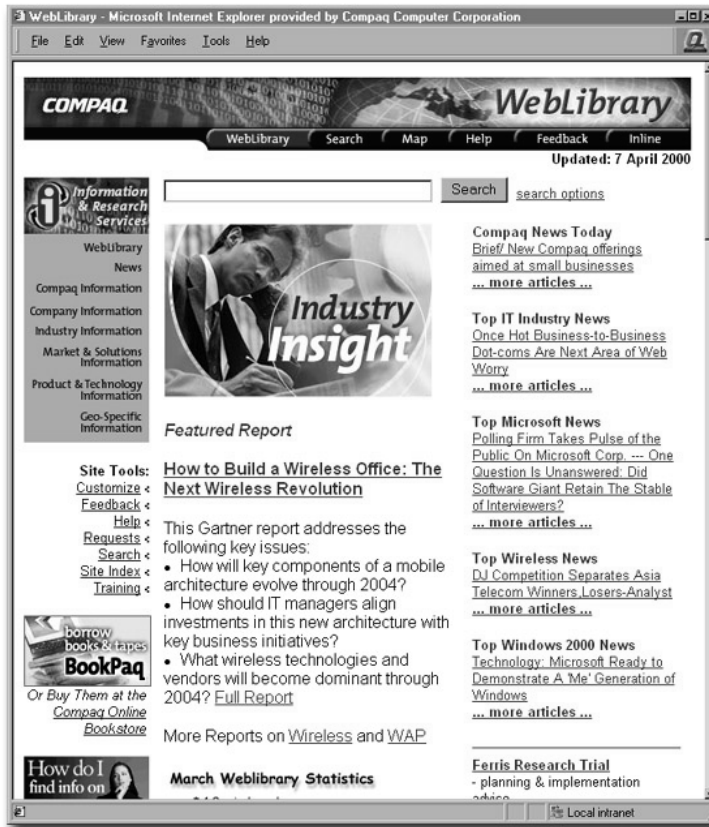 WebLibrary - Microsoft Internet Explorer provided by Compaq Computer Corporation
File Edit View Favorites Tools Help
COMPAQ WebLibrary
WebLibrary Search Map Help Feedback Inline
Updated: 7 April 2000
Information
& Research
Services
WebLibrary
News
Compaq Information
Company Information
Industry Information
Market & Solutions
Information
Product & Technology
Information
Geo-Specific
Information
Site Tools:
Customize <
Feedback <
Help <
Requests <
Search <
Site Index <
Training <
borrow
books & tapes
BookPaq
Or Buy Them at the
Compaq Online
Bookstore
How do I
find info on
Search search options
Industry
Insight
Featured Report
How to Build a Wireless Office: The
Next Wireless Revolution
This Gartner report addresses the
following key issues:
• How will key components of a mobile
architecture evolve through 2004?
• How should IT managers align
investments in this new architecture with
key business initiatives?
• What wireless technologies and
vendors will become dominant through
2004? Full Report
More Reports on Wireless and WAP
March Weblibrary Statistics
Compaq News Today
Brief/ New Compaq offerings
aimed at small businesses
... more articles ...
Top IT Industry News
Once Hot Business-to-Business
Dot-coms Are Next Area of Web
Worry
... more articles ...
Top Microsoft News
Polling Firm Takes Pulse of the
Public On Microsoft Corp. --- One
Question Is Unanswered: Did
Software Giant Retain The Stable
of Interviewers?
... more articles ...
Top Wireless News
DJ Competition Separates Asia
Telecom Winners,Losers-Analyst
... more articles ...
Top Windows 2000 News
Technology: Microsoft Ready to
Demonstrate A 'Me' Generation of
Windows
... more articles ...
Ferris Research Trial
- planning & implementation
Local intranet